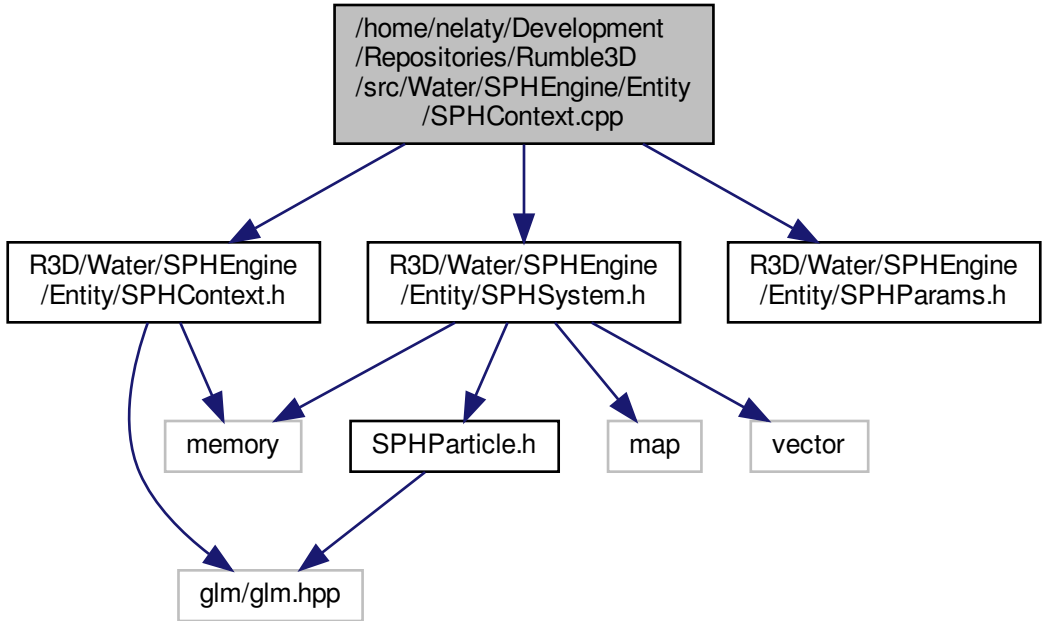 /home/nelaty/Development
/Repositories/Rumble3D
/src/Water/SPHEngine/Entity
/SPHContext.cpp
R3D/Water/SPHEngine
/Entity/SPHContext.h
R3D/Water/SPHEngine
/Entity/SPHSystem.h
R3D/Water/SPHEngine
/Entity/SPHParams.h
memory
SPHParticle.h
map
vector
glm/glm.hpp